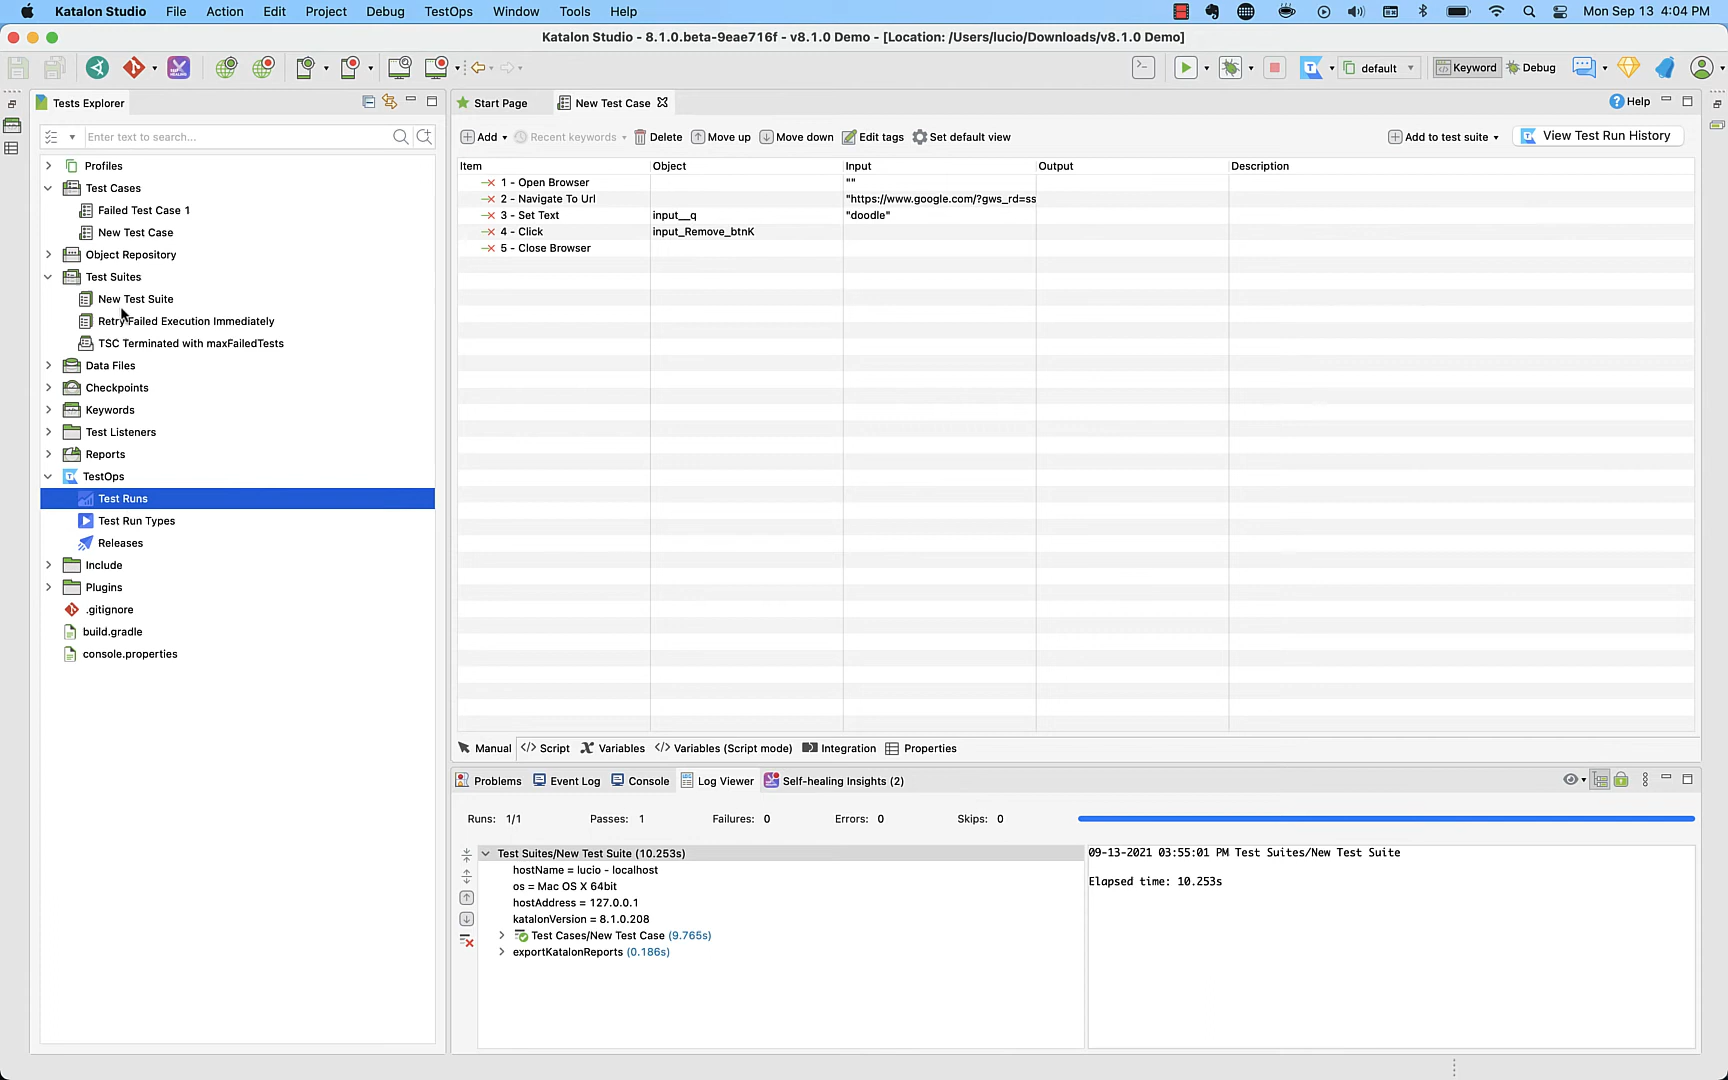 Katalon Studio File Action Edit Project Debug TestOps Window Tools Help Mon Sep 13 4:04 PM
Katalon Studio - 8.1.0.beta-9eae716f - v8.1.0 Demo - [Location: /Users/lucio/Downloads/v8.1.0 Demo]
default Keyword Debug
Tests Explorer
Start Page New Test Case Help
Enter text to search...
Add Recent keywords Delete Move up Move down Edit tags Set default view Add to test suite View Test Run History
Profiles
Test Cases
Failed Test Case 1
New Test Case
Object Repository
Test Suites
New Test Suite
Retry Failed Execution Immediately
TSC Terminated with maxFailedTests
Data Files
Checkpoints
Keywords
Test Listeners
Reports
TestOps
Test Runs
Test Run Types
Releases
Include
Plugins
.gitignore
build.gradle
console.properties
Item Object Input Output Description
1 - Open Browser ""
2 - Navigate To Url "https://www.google.com/?gws_rd=ss
3 - Set Text input__q "doodle"
4 - Click input_Remove_btnK
5 - Close Browser
Manual Script Variables Variables (Script mode) Integration Properties
Problems Event Log Console Log Viewer Self-healing Insights (2)
Runs: 1/1 Passes: 1 Failures: 0 Errors: 0 Skips: 0
Test Suites/New Test Suite (10.253s)
hostName = lucio - localhost
os = Mac OS X 64bit
hostAddress = 127.0.0.1
katalonVersion = 8.1.0.208
Test Cases/New Test Case (9.765s)
exportKatalonReports (0.186s)
09-13-2021 03:55:01 PM Test Suites/New Test Suite
Elapsed time: 10.253s